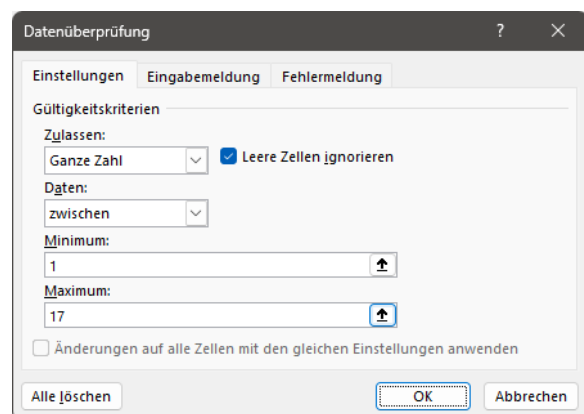 Datenüberprüfung ?
Einstellungen Eingabemeldung Fehlermeldung
Gültigkeitskriterien
Zulassen:
Ganze Zahl Leere Zellen ignorieren
Daten:
zwischen
Minimum:
1
Maximum:
17
Änderungen auf alle Zellen mit den gleichen Einstellungen anwenden
Alle löschen OK Abbrechen